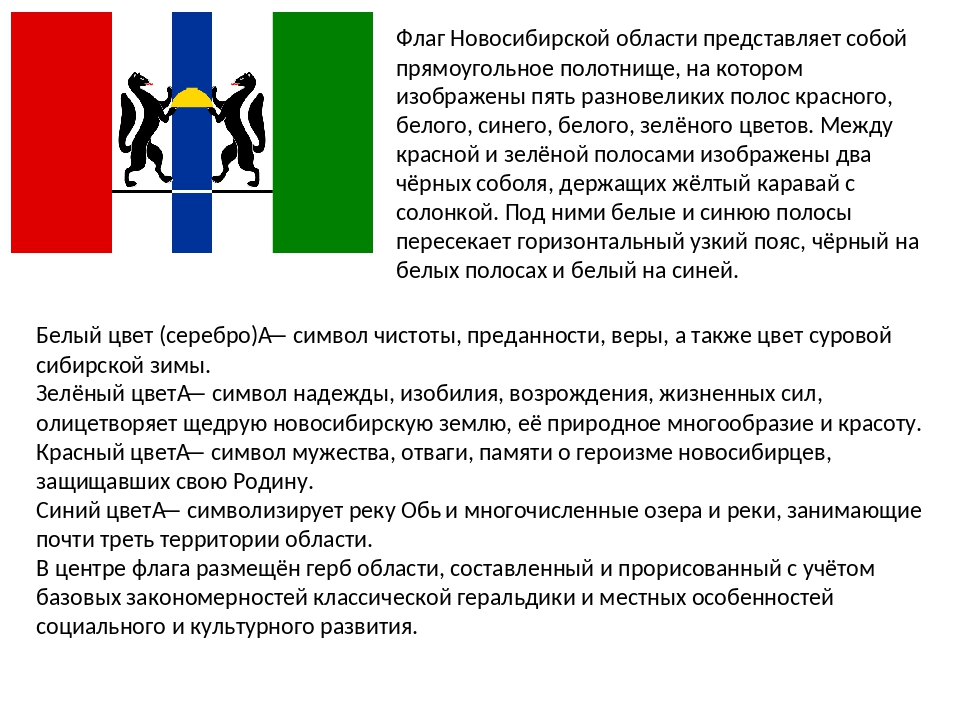 Флаг Новосибирской области представляет собой
прямоугольное полотнище, на котором
изображены пять разновеликих полос красного,
белого, синего, белого, зелёного цветов. Между
красной и зелёной полосами изображены два
чёрных соболя, держащих жёлтый каравай с
солонкой. Под ними белые и синюю полосы
пересекает горизонтальный узкий пояс, чёрный на
белых полосах и белый на синей.
Белый цвет (серебро)А— символ чистоты, преданности, веры, а также цвет суровой
сибирской зимы.
Зелёный цветА— символ надежды, изобилия, возрождения, жизненных сил,
олицетворяет щедрую новосибирскую землю, её природное многообразие и красоту.
Красный цветА— символ мужества, отваги, памяти о героизме новосибирцев,
защищавших свою Родину.
Синий цветА— символизирует реку Обь и многочисленные озера и реки, занимающие
почти треть территории области.
В центре флага размещён герб области, составленный и прорисованный с учётом
базовых закономерностей классической геральдики и местных особенностей
социального и культурного развития.